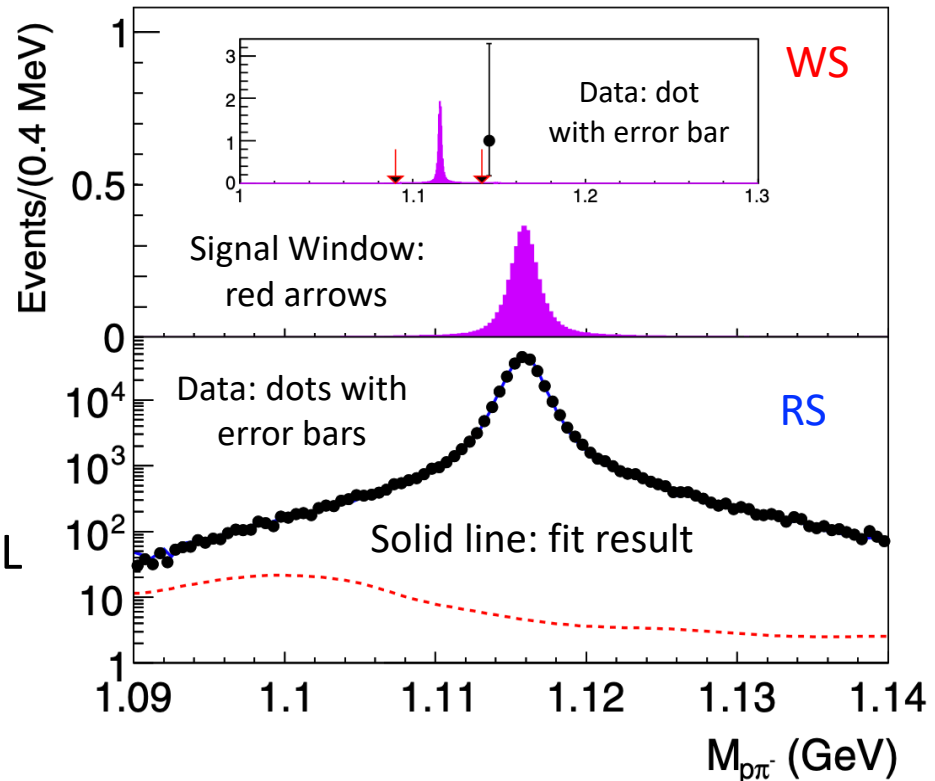 Events/(0.4 MeV)
1
0.5
0
WS
3
2
1
0
1
1.1
1.2
1.3
Data: dot
with error bar
Signal Window:
red arrows
10⁴
10³
10²
10
1
L
Data: dots with
error bars
RS
Solid line: fit result
1.09
1.1
1.11
1.12
1.13
1.14
M_{pπ⁻} (GeV)